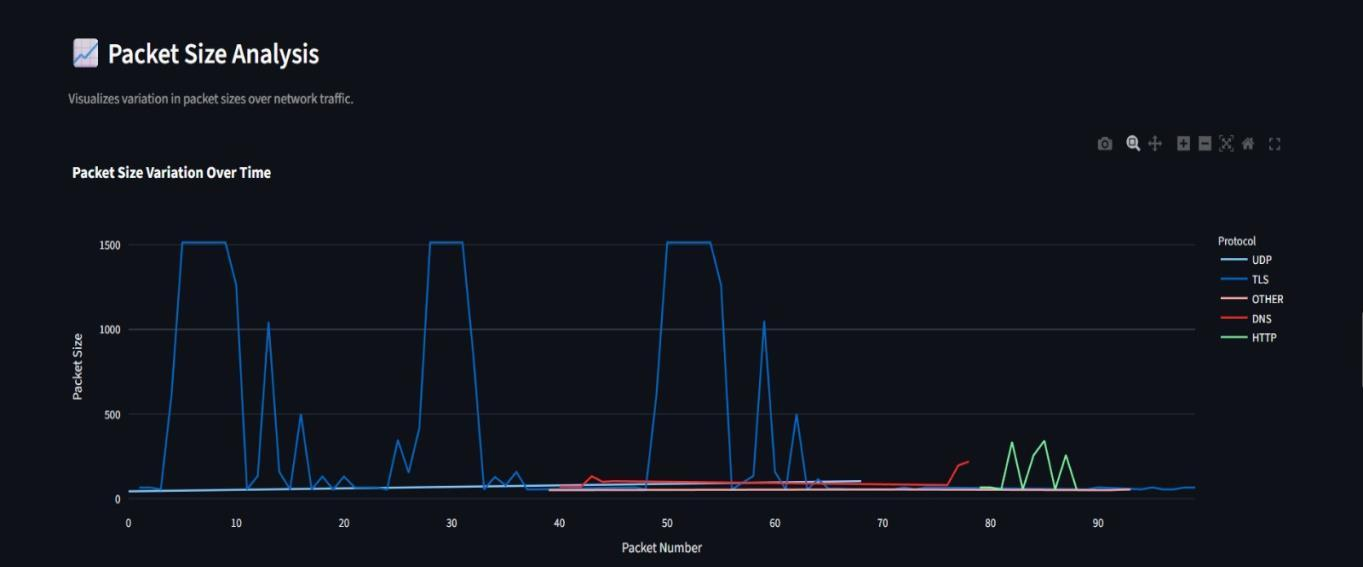 Packet Size Analysis
Visualizes variation in packet sizes over network traffic.
Packet Size Variation Over Time
Protocol
UDP
TLS
OTHER
DNS
HTTP
Packet Size
1500
1000
500
0
0 10 20 30 40 50 60 70 80 90
Packet Number